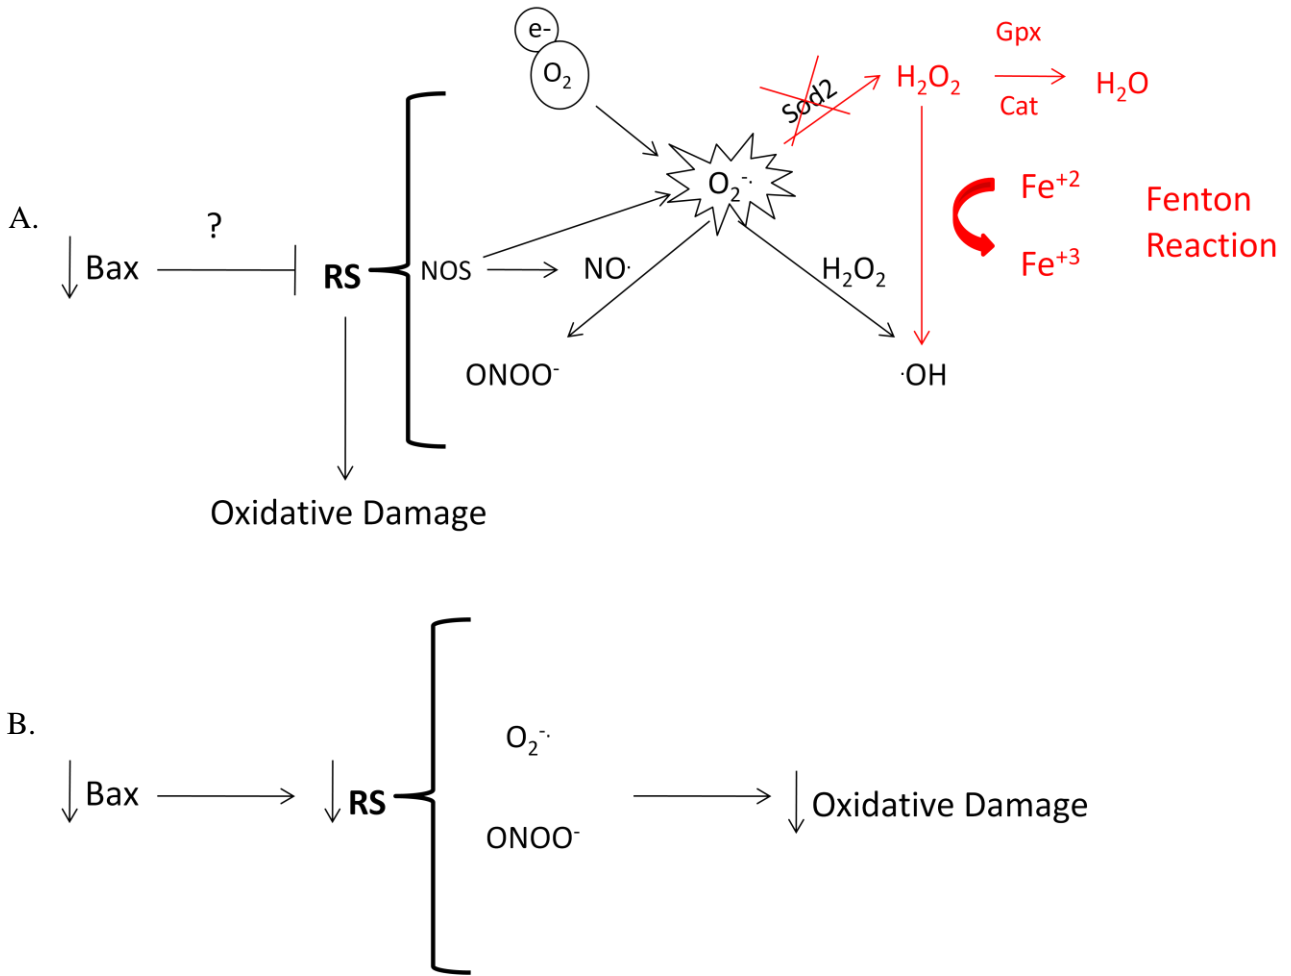 e-
O₂
Gpx
H₂O₂
H₂O
Sod2
Cat
O₂⁻·
A.
?
Fe⁺²
Fenton
Reaction
Bax
RS
NOS
NO·
H₂O₂
Fe⁺³
ONOO⁻
·OH
Oxidative Damage
B.
O₂⁻·
Bax
RS
Oxidative Damage
ONOO⁻